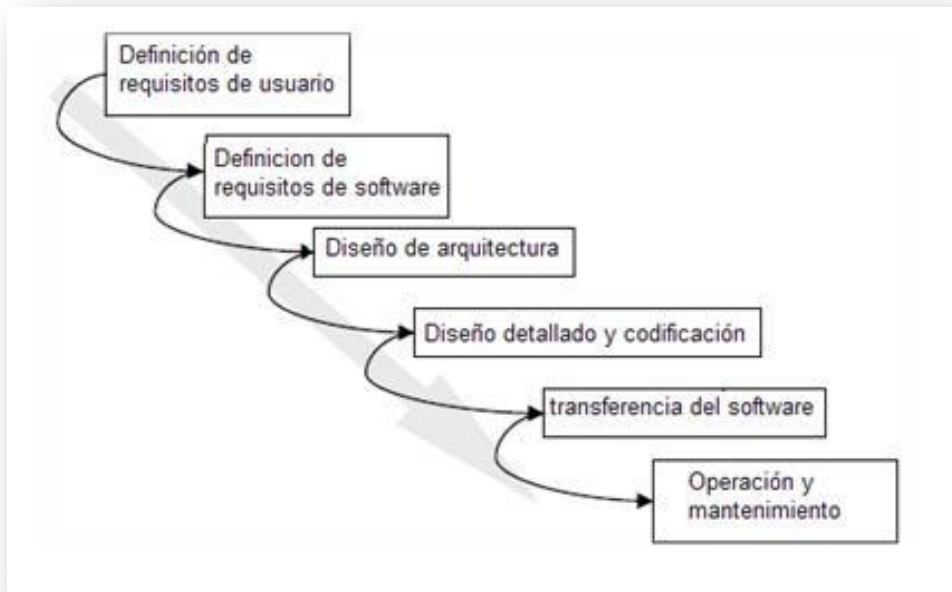 Definición de
requisitos de usuario
Definicion de
requisitos de software
Diseño de arquitectura
Diseño detallado y codificación
transferencia del software
Operación y
mantenimiento